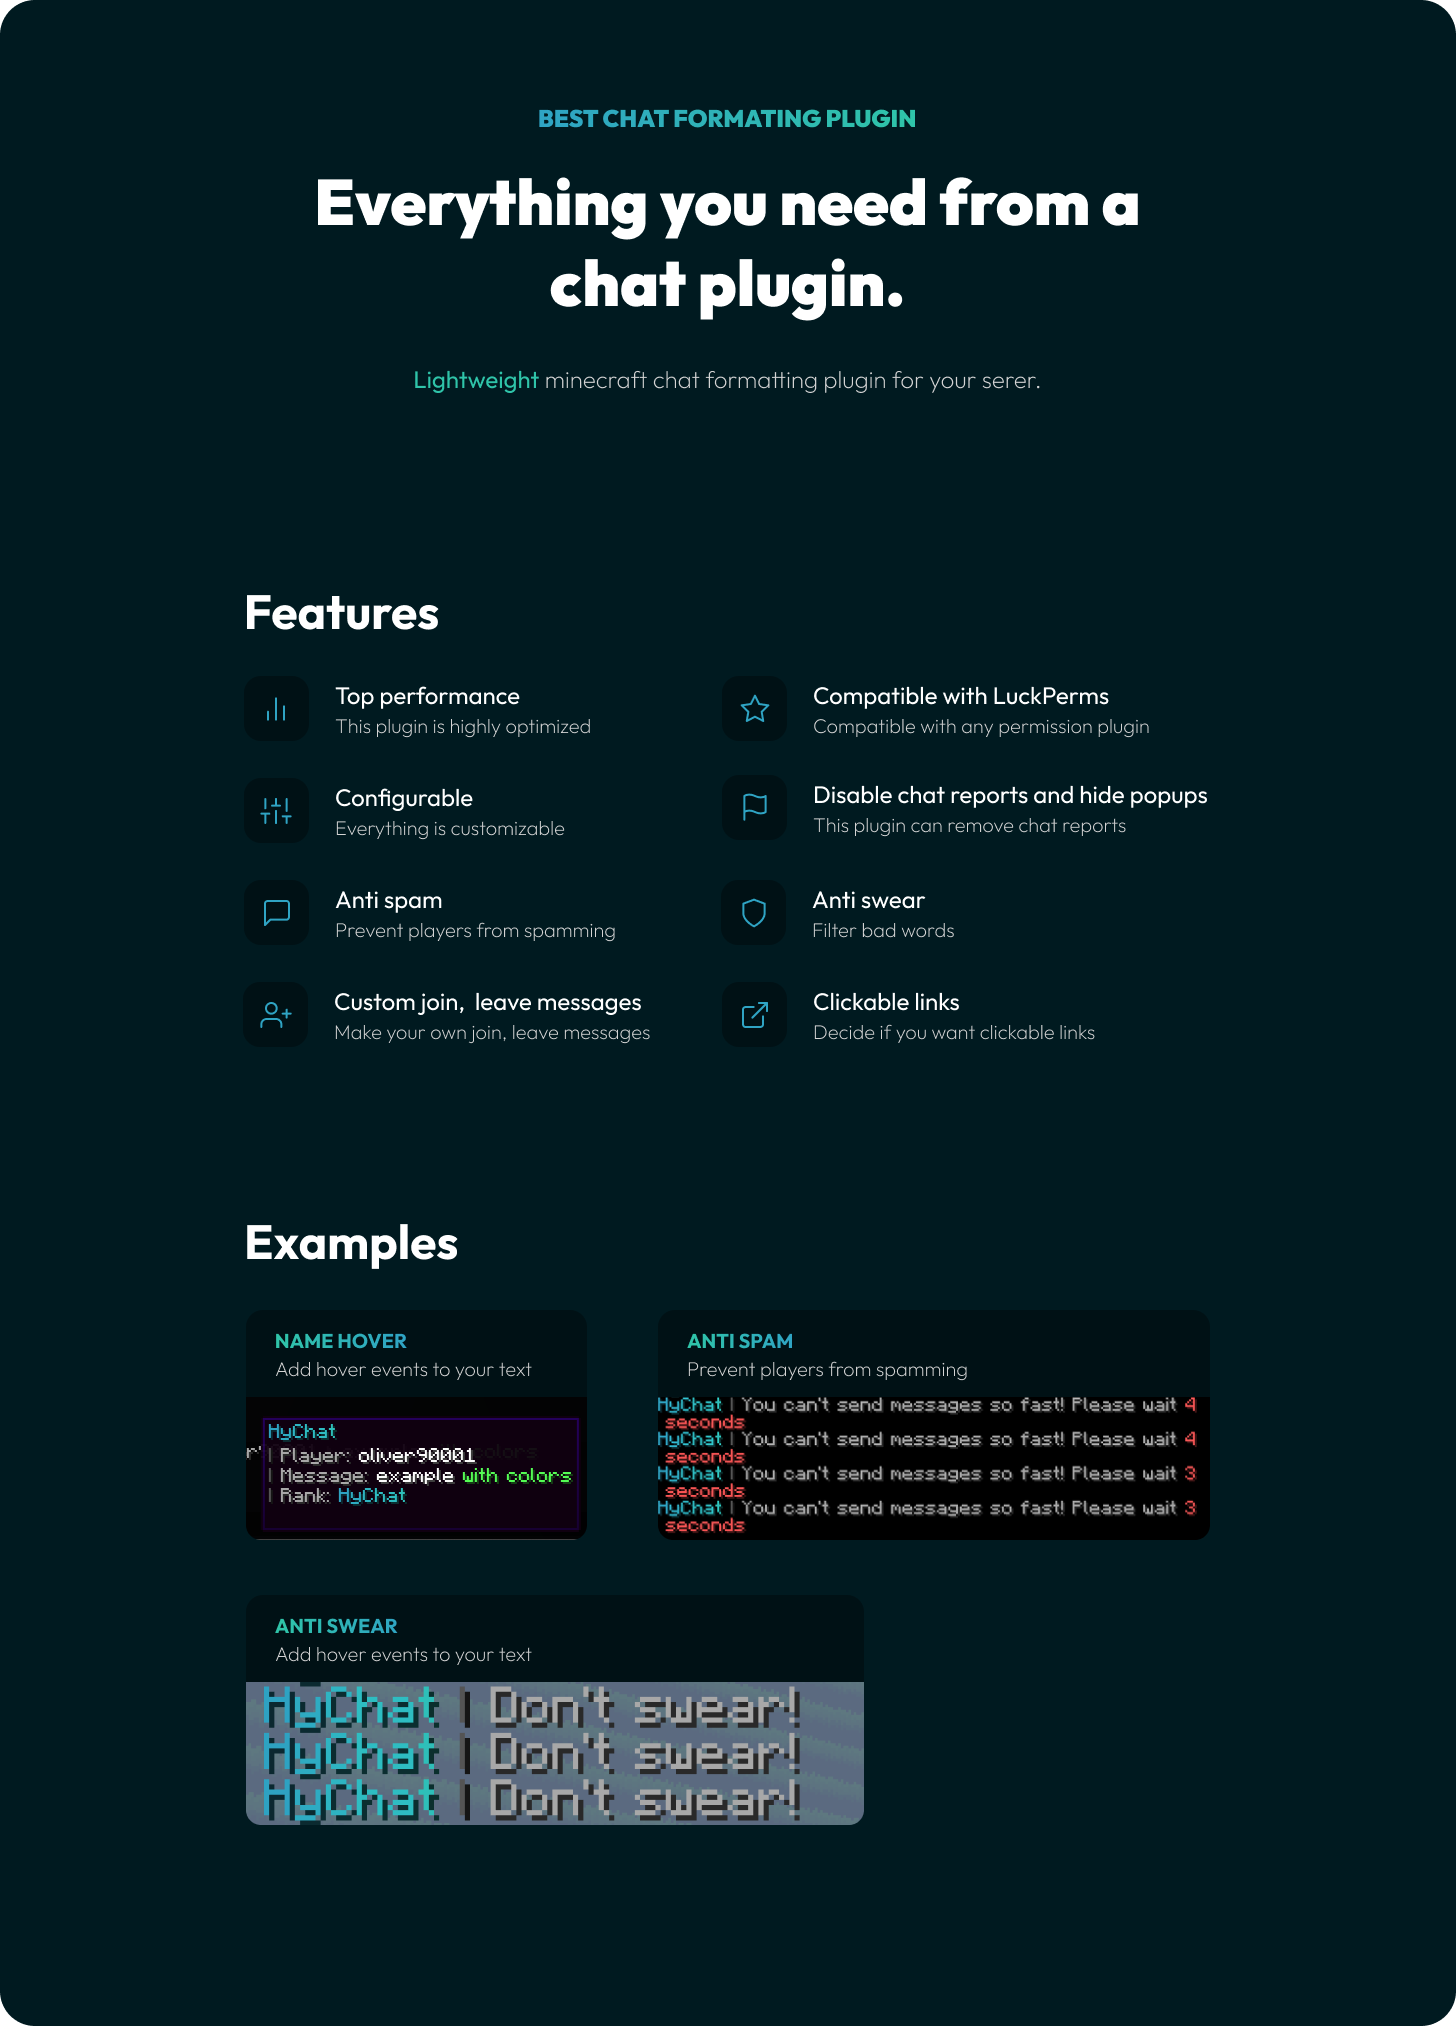 BEST CHAT FORMATING PLUGIN
Everything you need from a
chat plugin.
Lightweight minecraft chat formatting plugin for your serer.
Features
Top performance
This plugin is highly optimized
Compatible with LuckPerms
Compatible with any permission plugin
Configurable
Everything is customizable
Disable chat reports and hide popups
This plugin can remove chat reports
Anti spam
Prevent players from spamming
Anti swear
Filter bad words
Custom join, leave messages
Make your own join, leave messages
Clickable links
Decide if you want clickable links
Examples
NAME HOVER
Add hover events to your text
HyChat
| Player: oliver90001
| Message: example with colors
| Rank: HyChat
ANTI SPAM
Prevent players from spamming
HyChat | You can't send messages so fast! Please wait 4
seconds
HyChat | You can't send messages so fast! Please wait 4
seconds
HyChat | You can't send messages so fast! Please wait 3
seconds
HyChat | You can't send messages so fast! Please wait 3
seconds
ANTI SWEAR
Add hover events to your text
HyChat | Don't swear!
HyChat | Don't swear!
HyChat | Don't swear!